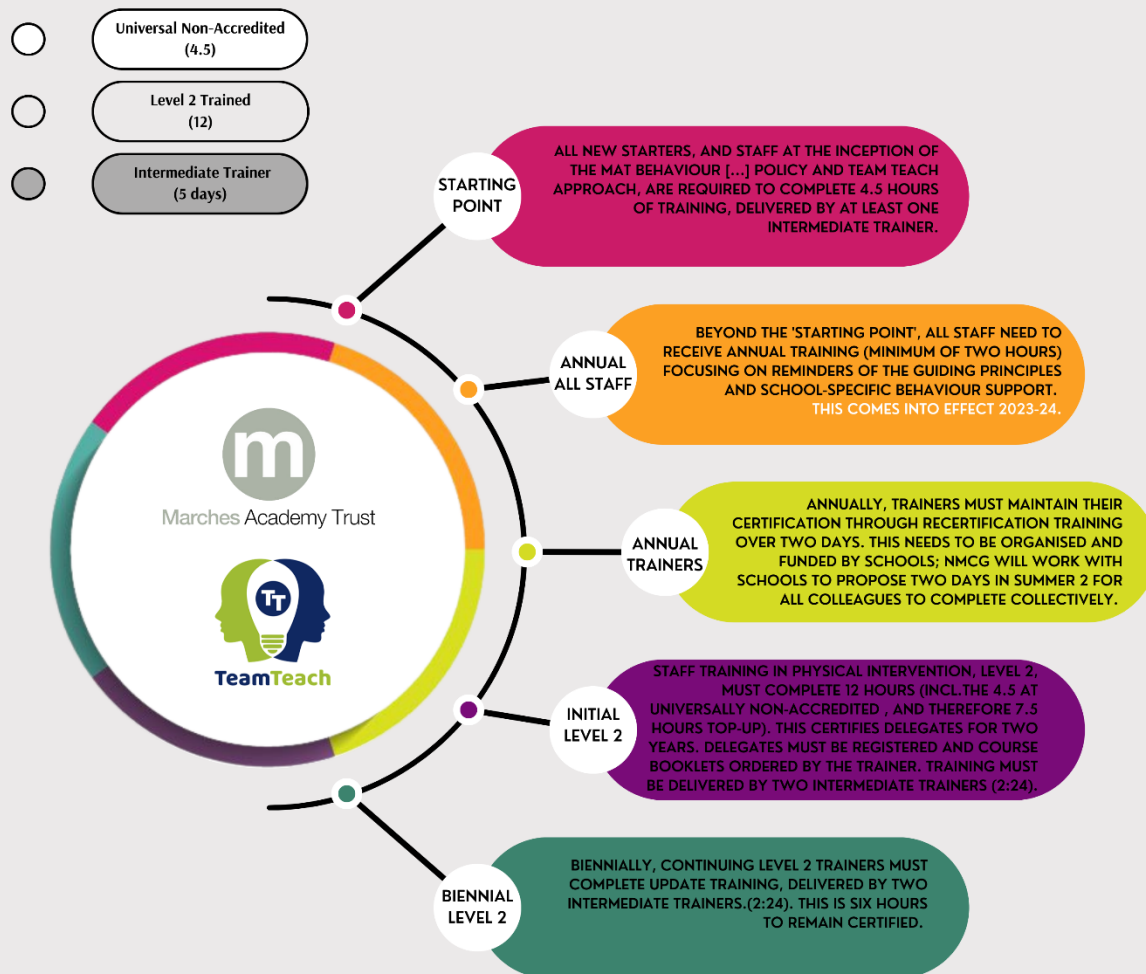 Universal Non-Accredited
(4.5)
Level 2 Trained
(12)
Intermediate Trainer
(5 days)
STARTING
POINT
ALL NEW STARTERS, AND STAFF AT THE INCEPTION OF
THE MAT BEHAVIOUR [...] POLICY AND TEAM TEACH
APPROACH, ARE REQUIRED TO COMPLETE 4.5 HOURS
OF TRAINING, DELIVERED BY AT LEAST ONE
INTERMEDIATE TRAINER.
ANNUAL
ALL STAFF
BEYOND THE 'STARTING POINT', ALL STAFF NEED TO
RECEIVE ANNUAL TRAINING (MINIMUM OF TWO HOURS)
FOCUSING ON REMINDERS OF THE GUIDING PRINCIPLES
AND SCHOOL-SPECIFIC BEHAVIOUR SUPPORT.
THIS COMES INTO EFFECT 2023-24.
m
Marches Academy Trust
TT
TeamTeach
ANNUAL
TRAINERS
ANNUALLY, TRAINERS MUST MAINTAIN THEIR
CERTIFICATION THROUGH RECERTIFICATION TRAINING
OVER TWO DAYS. THIS NEEDS TO BE ORGANISED AND
FUNDED BY SCHOOLS; NMCG WILL WORK WITH
SCHOOLS TO PROPOSE TWO DAYS IN SUMMER 2 FOR
ALL COLLEAGUES TO COMPLETE COLLECTIVELY.
INITIAL
LEVEL 2
STAFF TRAINING IN PHYSICAL INTERVENTION, LEVEL 2,
MUST COMPLETE 12 HOURS (INCL.THE 4.5 AT
UNIVERSALLY NON-ACCREDITED , AND THEREFORE 7.5
HOURS TOP-UP). THIS CERTIFIES DELEGATES FOR TWO
YEARS. DELEGATES MUST BE REGISTERED AND COURSE
BOOKLETS ORDERED BY THE TRAINER. TRAINING MUST
BE DELIVERED BY TWO INTERMEDIATE TRAINERS (2:24).
BIENNIAL
LEVEL 2
BIENNIALLY, CONTINUING LEVEL 2 TRAINERS MUST
COMPLETE UPDATE TRAINING, DELIVERED BY TWO
INTERMEDIATE TRAINERS.(2:24). THIS IS SIX HOURS
TO REMAIN CERTIFIED.